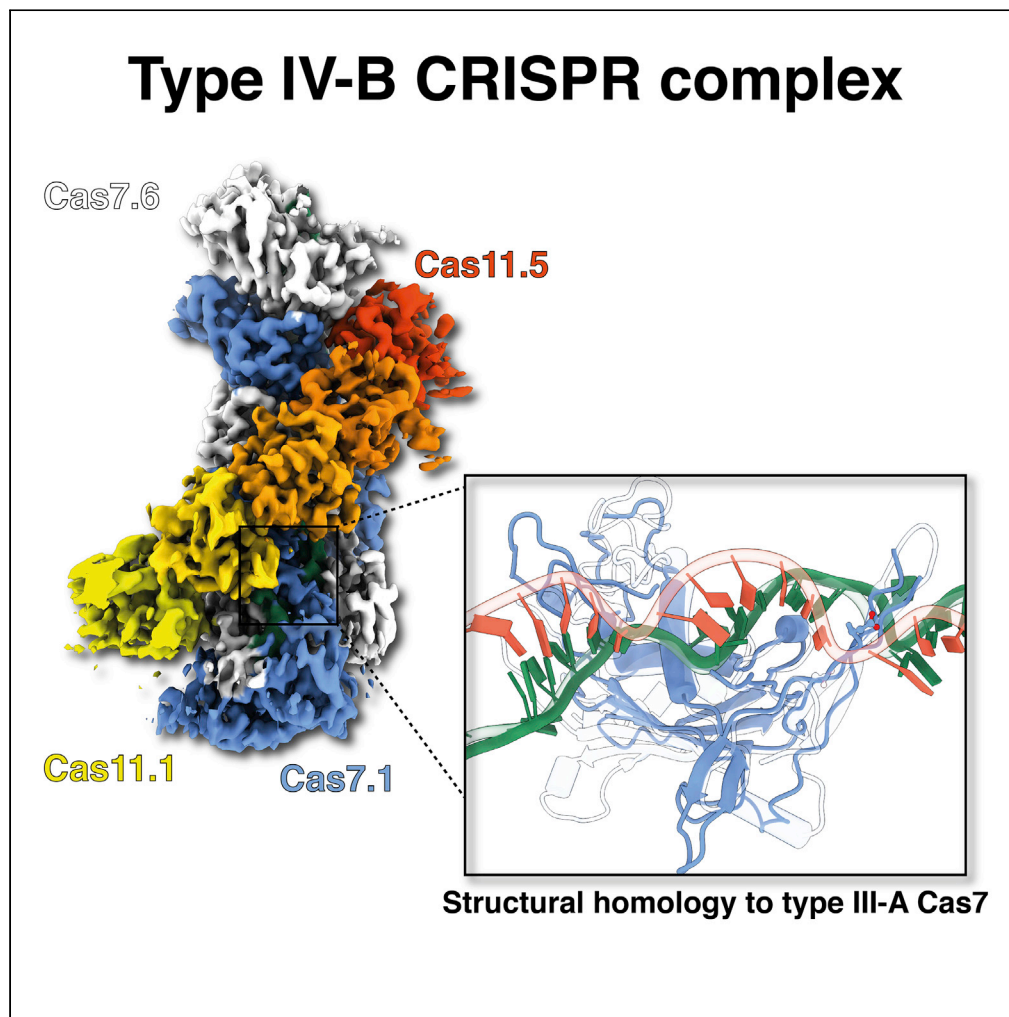 Type IV-B CRISPR complex
Cas7.6
Cas11.5
Cas11.1
Cas7.1
Structural homology to type III-A Cas7